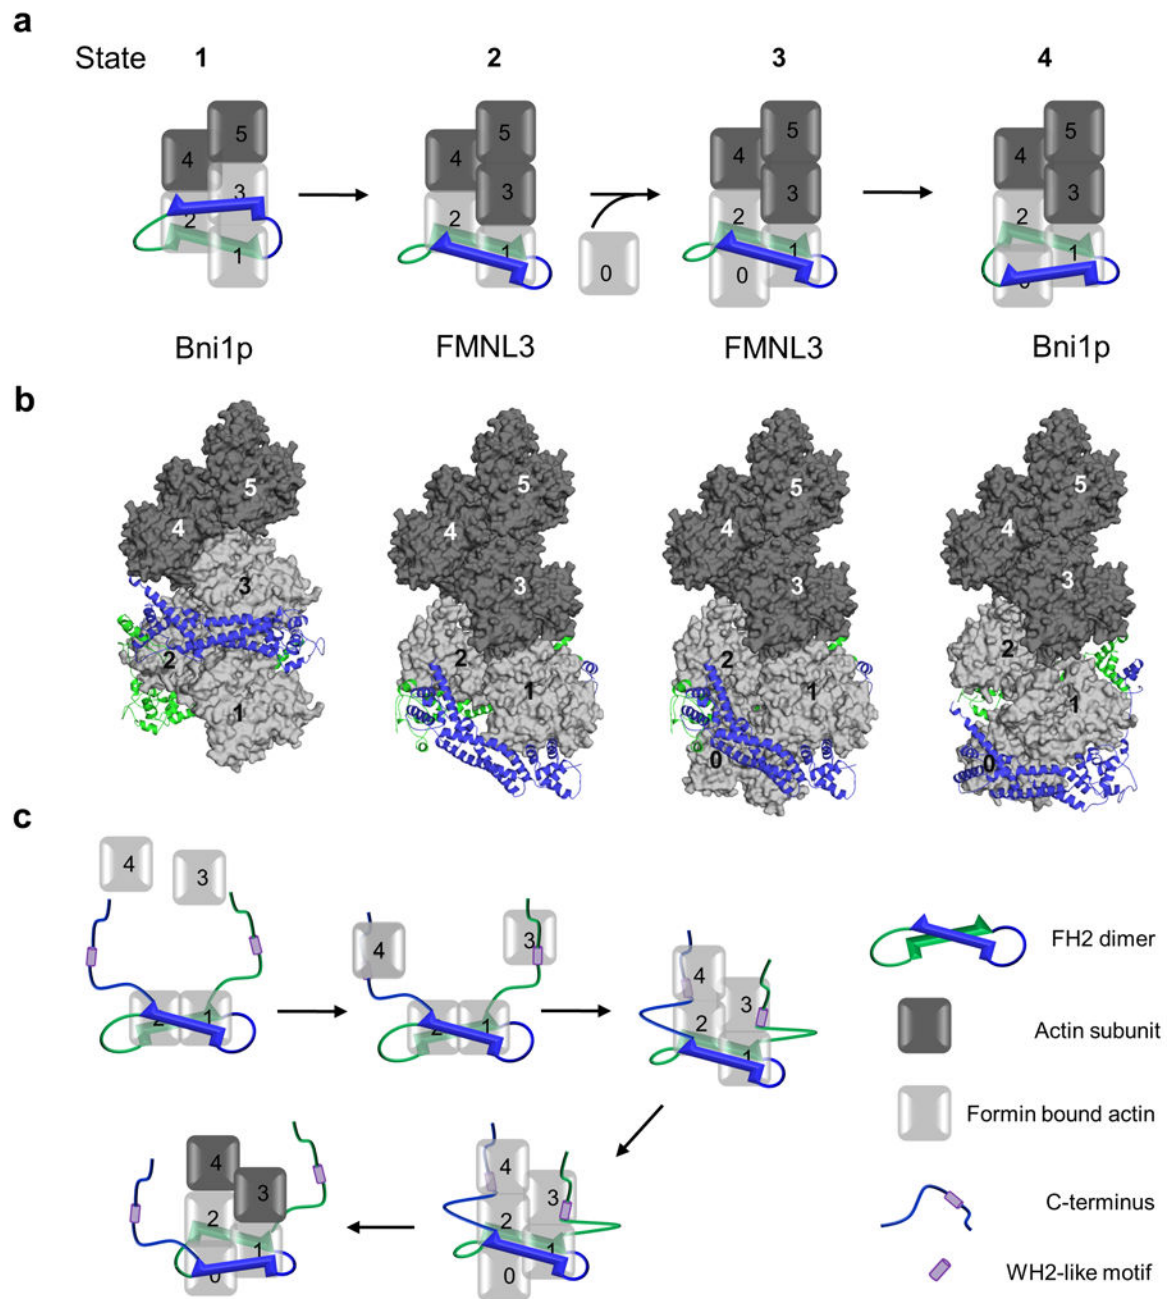 a
State 1 2 3 4
5 5 5 5
4 4 4 4
3 3 3 3
2 2 2 2
1 1 1 1
0 0
Bni1p FMNL3 FMNL3 Bni1p
b
5 5 5 5
4 4 4 4
3 3 3 3
2 2 2 2
1 1 1 1
0 0
c
4 3
2 1
4 3
2 1
4 3
2 1
4 3
2 1
0
4 3
2 1
0
FH2 dimer
Actin subunit
Formin bound actin
C-terminus
WH2-like motif